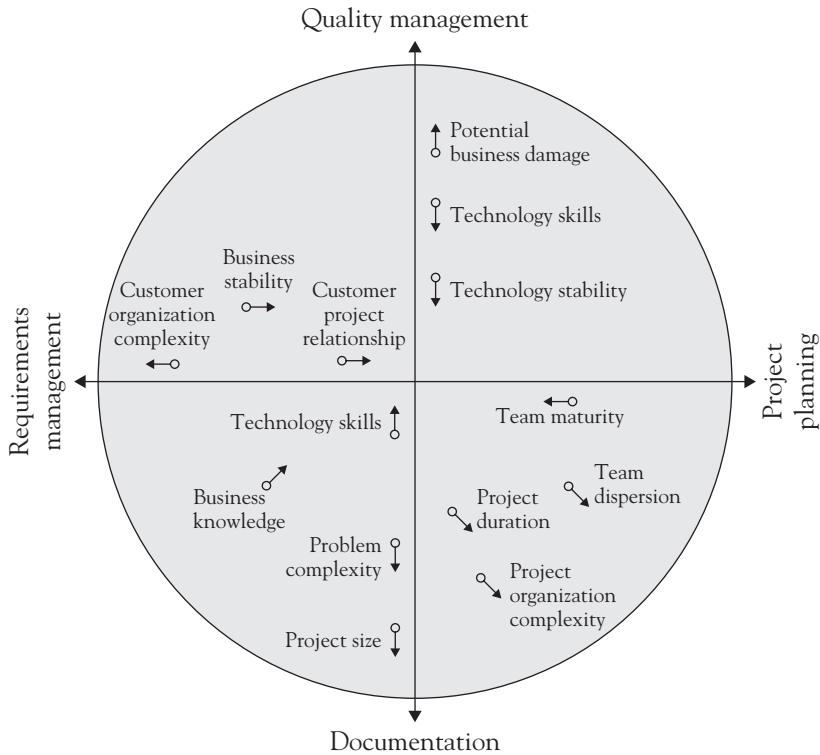 Quality management
Potential
business damage
Technology skills
Technology stability
Business
stability
Customer
organization
complexity
Customer
project
relationship
Requirements
management
Project
planning
Technology skills
Team maturity
Business
knowledge
Team
dispersion
Project
duration
Problem
complexity
Project
organization
complexity
Project size
Documentation